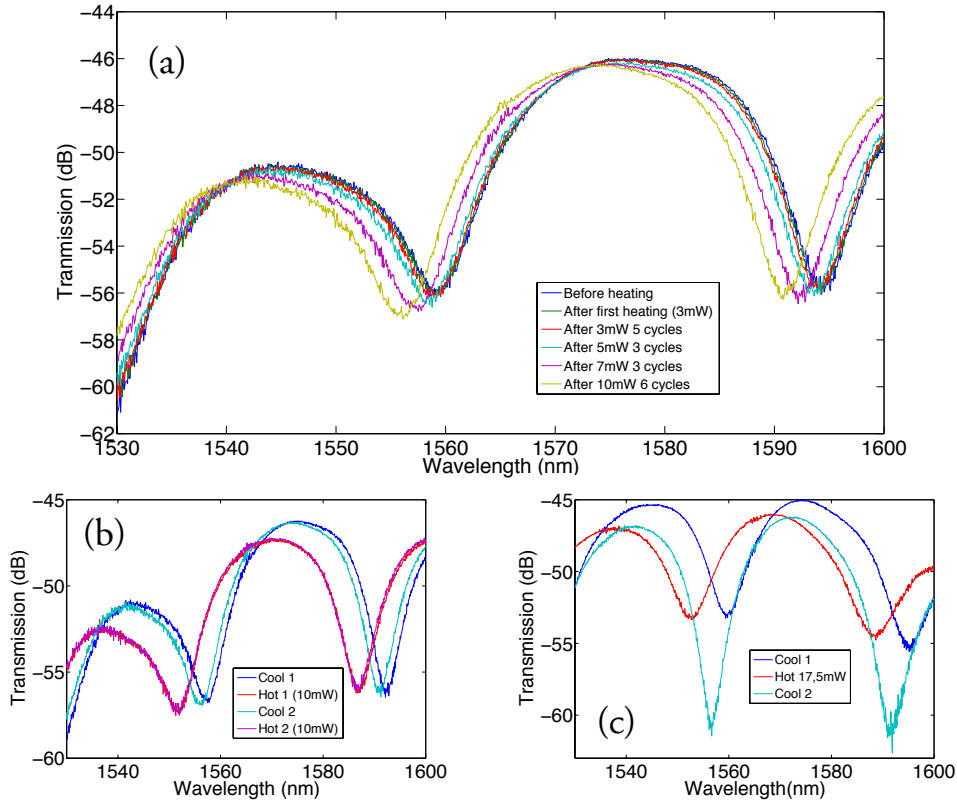 (a)
Tranmission (dB)
−44
−46
−48
−50
−52
−54
−56
−58
−60
−62
Before heating
After first heating (3mW)
After 3mW 5 cycles
After 5mW 3 cycles
After 7mW 3 cycles
After 10mW 6 cycles
1530 1540 1550 1560 1570 1580 1590 1600
Wavelength (nm)
(b)
Transmission (dB)
−45
−50
−55
−60
Cool 1
Hot 1 (10mW)
Cool 2
Hot 2 (10mW)
1540 1560 1580 1600
Wavelength (nm)
(c)
Transmission (dB)
−45
−50
−55
−60
Cool 1
Hot 17,5mW
Cool 2
1540 1560 1580 1600
Wavelength(nm)